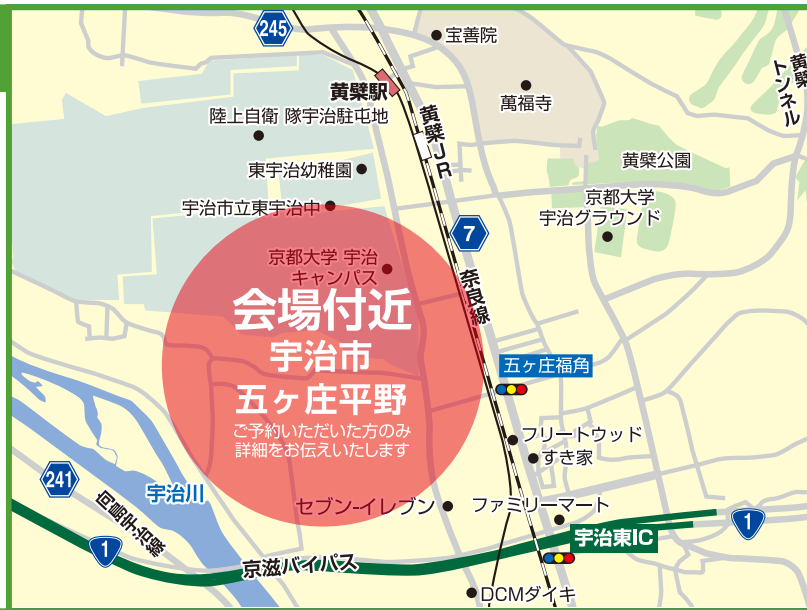 245
宝善院
黄檗駅
萬福寺
黄檗
トンネル
陸上自衛 隊宇治駐屯地
黄檗JR
東宇治幼稚園
黄檗公園
宇治市立東宇治中
京都大学
宇治グラウンド
7
京都大学 宇治
キャンパス
奈良線
会場付近
宇治市
五ヶ庄平野
ご予約いただいた方のみ
詳細をお伝えいたします
五ヶ庄福角
フリートウッド
すき家
241
宇治川
向島宇治線
セブン-イレブン
ファミリーマート
1
宇治東IC
1
京滋バイパス
DCMダイキ